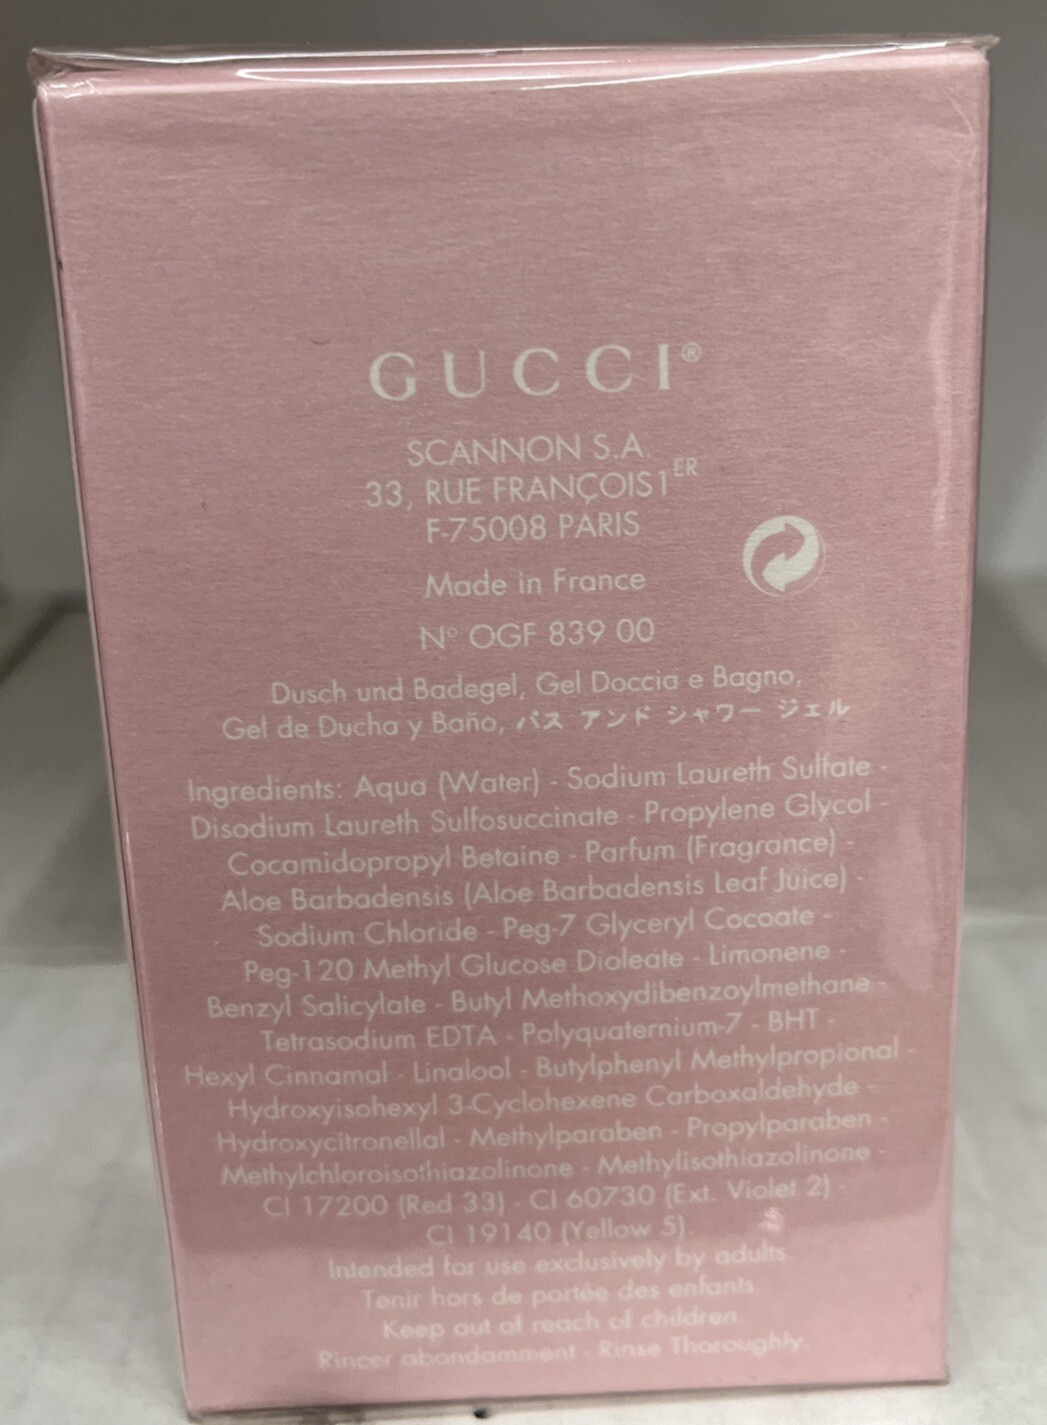 GUCCI®
SCANNON S.A.
33, RUE FRANÇOIS 1ER
F-75008 PARIS
Made in France
Nº OGF 839 00
Dusch und Badegel, Gel Doccia e Bagno,
Gel de Ducha y Baño, バス アンド シャワー ジェル
Ingredients: Aqua (Water) - Sodium Laureth Sulfate -
Disodium Laureth Sulfosuccinate - Propylene Glycol -
Cocamidopropyl Betaine - Parfum (Fragrance) -
Aloe Barbadensis (Aloe Barbadensis Leaf Juice) -
Sodium Chloride - Peg-7 Glyceryl Cocoate -
Peg-120 Methyl Glucose Dioleate - Limonene -
Benzyl Salicylate - Butyl Methoxydibenzoylmethane -
Tetrasodium EDTA - Polyquaternium-7 - BHT -
Hexyl Cinnamal - Linalool - Butylphenyl Methylpropional -
Hydroxyisohexyl 3-Cyclohexene Carboxaldehyde -
Hydroxycitronellal - Methylparaben - Propylparaben -
Methylchloroisothiazolinone - Methylisothiazolinone -
CI 17200 (Red 33) - CI 60730 (Ext. Violet 2) -
CI 19140 (Yellow 5).
Intended for use exclusively by adults.
Tenir hors de portée des enfants.
Keep out of reach of children.
Rincer abondamment - Rinse Thoroughly.